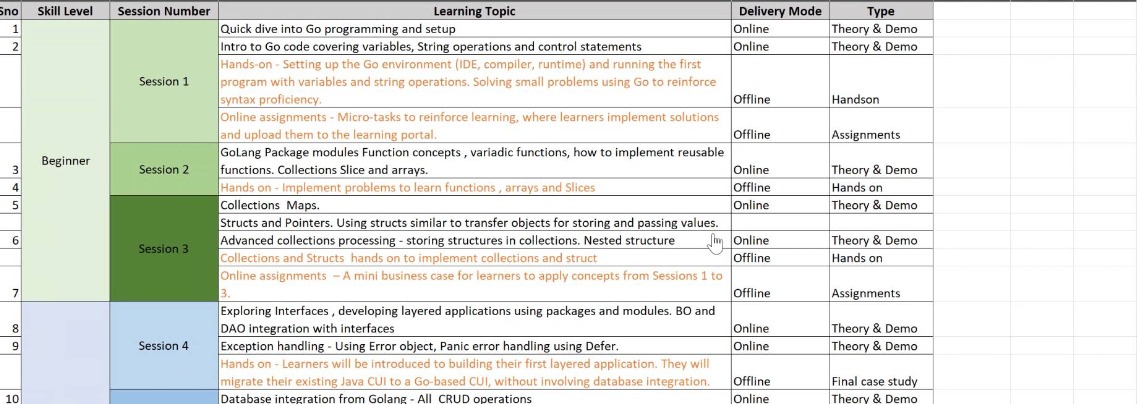 Sno Skill Level Session Number Learning Topic Delivery Mode Type
1 Quick dive into Go programming and setup Online Theory & Demo
2 Intro to Go code covering variables, String operations and control statements Online Theory & Demo
Hands-on - Setting up the Go environment (IDE, compiler, runtime) and running the first
Session 1 program with variables and string operations. Solving small problems using Go to reinforce
syntax proficiency. Offline Handson
Online assignments - Micro-tasks to reinforce learning, where learners implement solutions
and upload them to the learning portal. Offline Assignments
Beginner
GoLang Package modules Function concepts , variadic functions, how to implement reusable
3 Session 2 functions. Collections Slice and arrays. Online Theory & Demo
4 Hands on - Implement problems to learn functions , arrays and Slices Offline Hands on
5 Collections Maps. Online Theory & Demo
Structs and Pointers. Using structs similar to transfer objects for storing and passing values.
6 Session 3 Advanced collections processing - storing structures in collections. Nested structure Online Theory & Demo
Collections and Structs hands on to implement collections and struct Offline Hands on
Online assignments – A mini business case for learners to apply concepts from Sessions 1 to
7 3. Offline Assignments
Exploring Interfaces , developing layered applications using packages and modules. BO and
8 DAO integration with interfaces Online Theory & Demo
9 Session 4 Exception handling - Using Error object, Panic error handling using Defer. Online Theory & Demo
Hands on - Learners will be introduced to building their first layered application. They will
migrate their existing Java CUI to a Go-based CUI, without involving database integration. Offline Final case study
10 Database integration from Golang - All CRUD operations Online Theory & Demo